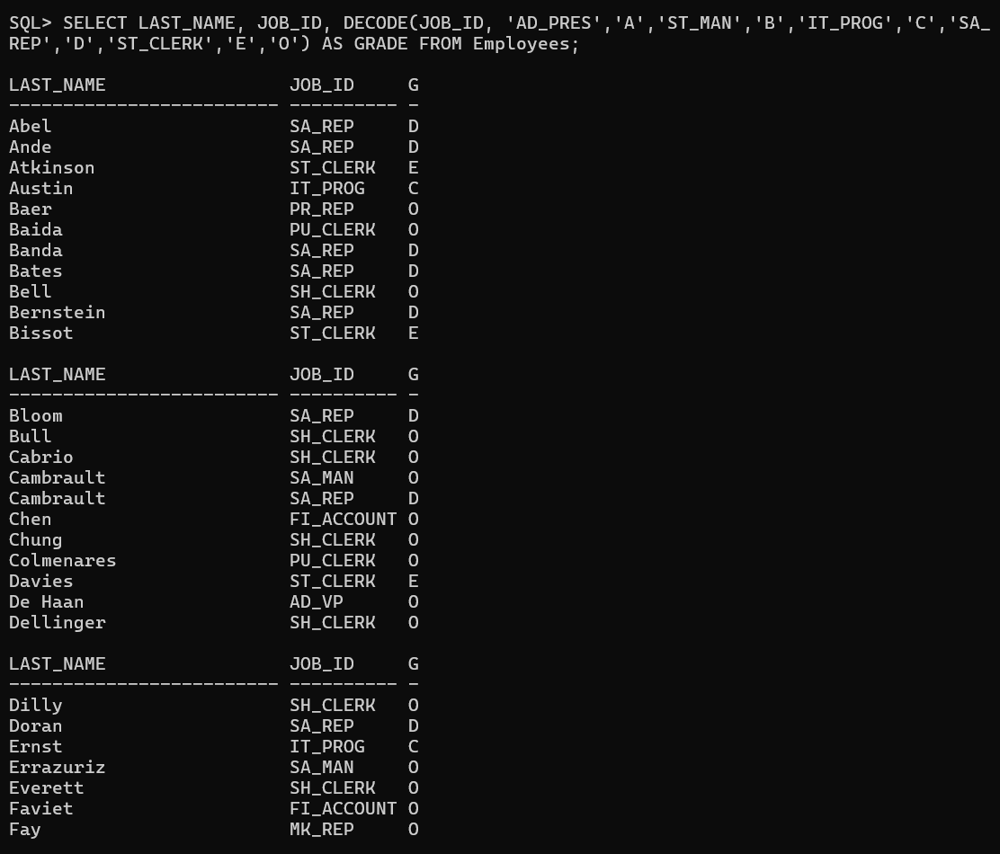 SQL> SELECT LAST_NAME, JOB_ID, DECODE(JOB_ID, 'AD_PRES','A','ST_MAN','B','IT_PROG','C','SA_
REP','D','ST_CLERK','E','O') AS GRADE FROM Employees;
LAST_NAME                 JOB_ID     G
------------------------- ---------- -
Abel                      SA_REP     D
Ande                      SA_REP     D
Atkinson                  ST_CLERK   E
Austin                    IT_PROG    C
Baer                      PR_REP     O
Baida                     PU_CLERK   O
Banda                     SA_REP     D
Bates                     SA_REP     D
Bell                      SH_CLERK   O
Bernstein                 SA_REP     D
Bissot                    ST_CLERK   E
LAST_NAME                 JOB_ID     G
------------------------- ---------- -
Bloom                     SA_REP     D
Bull                      SH_CLERK   O
Cabrio                    SH_CLERK   O
Cambrault                 SA_MAN     O
Cambrault                 SA_REP     D
Chen                      FI_ACCOUNT O
Chung                     SH_CLERK   O
Colmenares                PU_CLERK   O
Davies                    ST_CLERK   E
De Haan                   AD_VP      O
Dellinger                 SH_CLERK   O
LAST_NAME                 JOB_ID     G
------------------------- ---------- -
Dilly                     SH_CLERK   O
Doran                     SA_REP     D
Ernst                     IT_PROG    C
Errazuriz                 SA_MAN     O
Everett                   SH_CLERK   O
Faviet                    FI_ACCOUNT O
Fay                       MK_REP     O